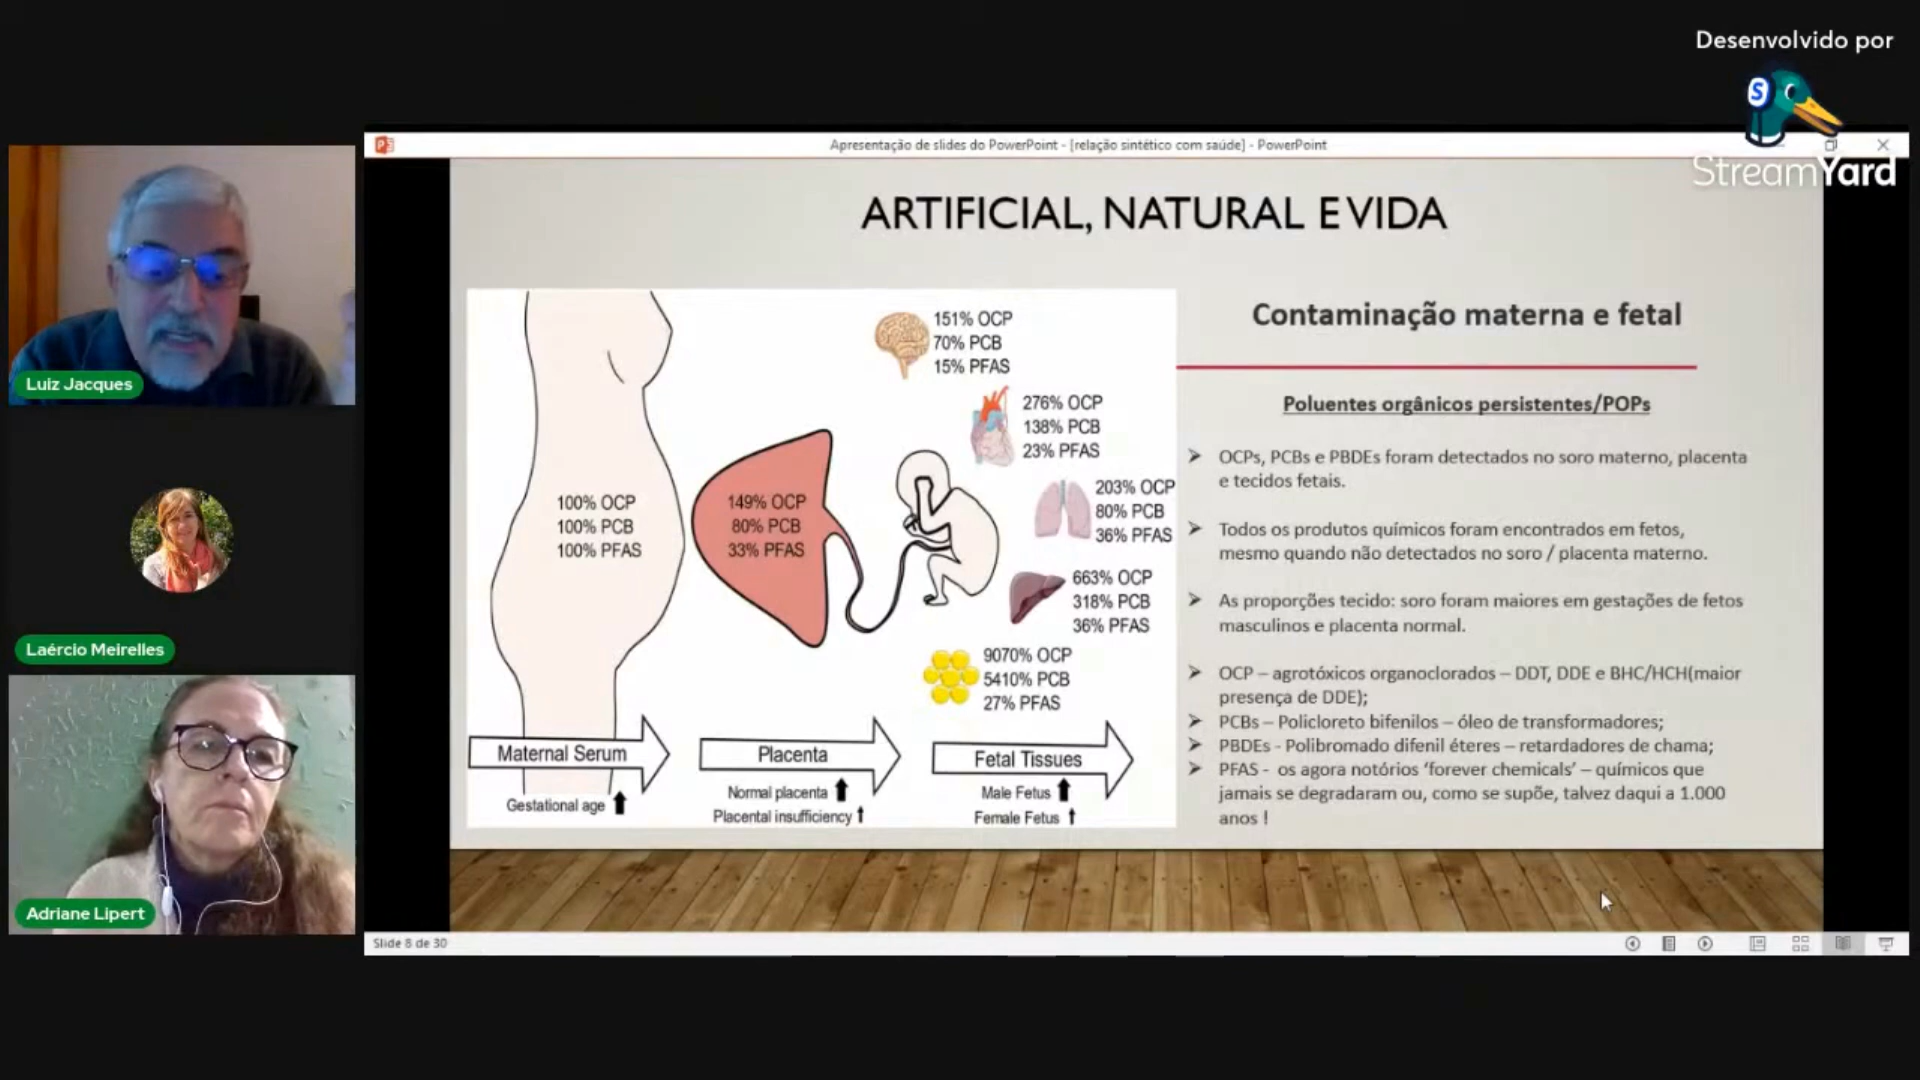 Desenvolvido por
StreamYard
Apresentação de slides do PowerPoint - [relação sintético com saúde] - PowerPoint
Luiz Jacques
Laércio Meirelles
Adriane Lipert
ARTIFICIAL, NATURAL E VIDA
151% OCP
70% PCB
15% PFAS
276% OCP
138% PCB
23% PFAS
203% OCP
80% PCB
36% PFAS
100% OCP
100% PCB
100% PFAS
149% OCP
80% PCB
33% PFAS
663% OCP
318% PCB
36% PFAS
9070% OCP
5410% PCB
27% PFAS
Maternal Serum
Placenta
Fetal Tissues
Gestational age
Normal placenta
Placental insufficiency
Male Fetus
Female Fetus
Contaminação materna e fetal
Poluentes orgânicos persistentes/POPs
OCPs, PCBs e PBDEs foram detectados no soro materno, placenta
e tecidos fetais.
Todos os produtos químicos foram encontrados em fetos,
mesmo quando não detectados no soro / placenta materno.
As proporções tecido: soro foram maiores em gestações de fetos
masculinos e placenta normal.
OCP – agrotóxicos organoclorados – DDT, DDE e BHC/HCH(maior
presença de DDE);
PCBs – Policloreto bifenilos – óleo de transformadores;
PBDEs - Polibromado difenil éteres – retardadores de chama;
PFAS - os agora notórios ‘forever chemicals’ – químicos que
jamais se degradaram ou, como se supõe, talvez daqui a 1.000
anos !
Slide 8 de 30